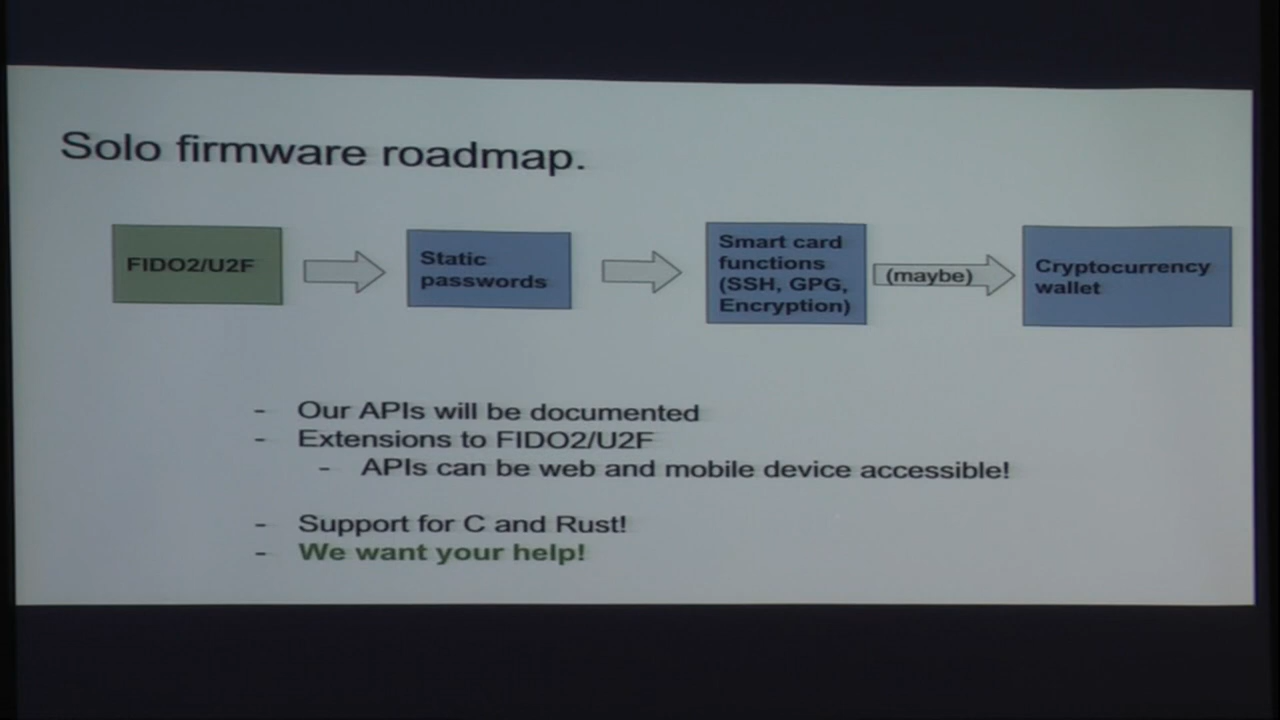 Solo firmware roadmap.
FIDO2/U2F
Static
passwords
Smart card
functions
(SSH, GPG,
Encryption)
(maybe)
Cryptocurrency
wallet
- Our APIs will be documented
- Extensions to FIDO2/U2F
- APIs can be web and mobile device accessible!
- Support for C and Rust!
- We want your help!